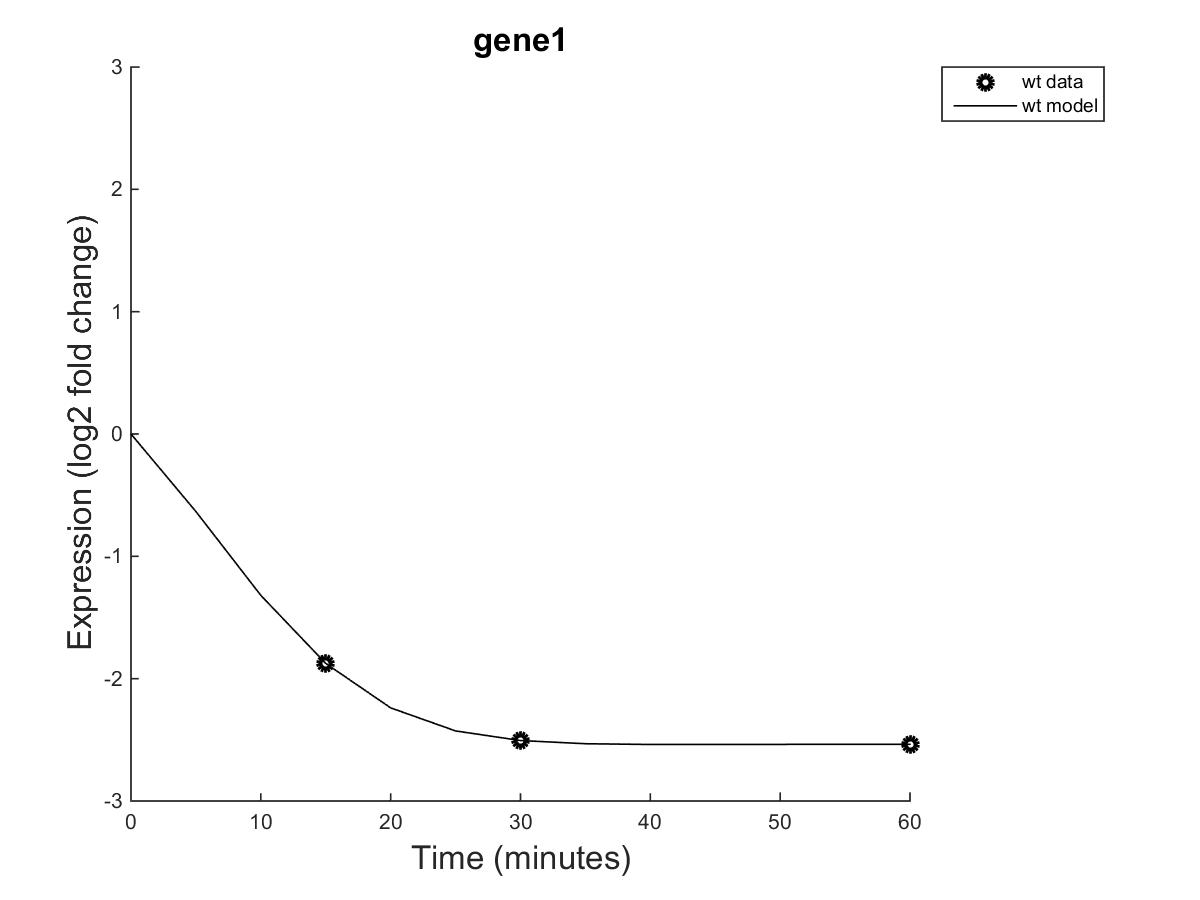 gene1
wt data
wt model
Expression (log2 fold change)
3
2
1
0
-1
-2
-3
0 10 20 30 40 50 60
Time (minutes)